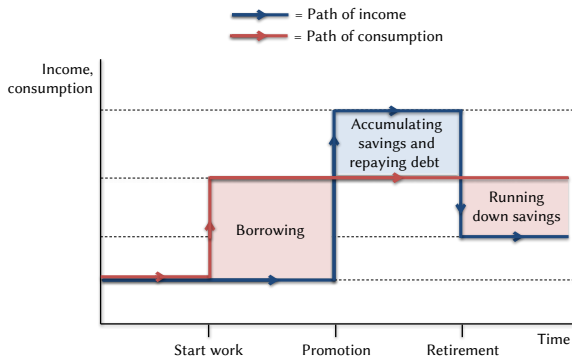 = Path of income
= Path of consumption
Income,
consumption
Accumulating
savings and
repaying debt
Running
down savings
Borrowing
Time
Start work
Promotion
Retirement